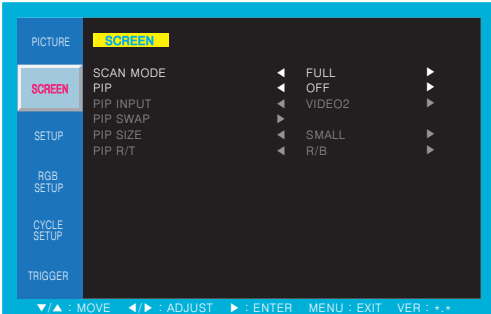 PICTURE
SCREEN
SETUP
RGB
SETUP
CYCLE
SETUP
TRIGGER
SCREEN
SCAN MODE ◀ FULL ▶
PIP ◀ OFF ▶
PIP INPUT ◀ VIDEO2 ▶
PIP SWAP ▶
PIP SIZE ◀ SMALL ▶
PIP R/T ◀ R/B ▶
▼/▲ : MOVE ◀/▶ : ADJUST ▶ : ENTER MENU : EXIT VER : *.*